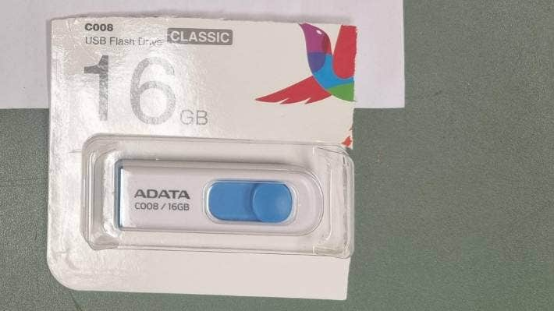 C008
USB Flash Drive CLASSIC
16 GB
ADATA
C008 / 16GB